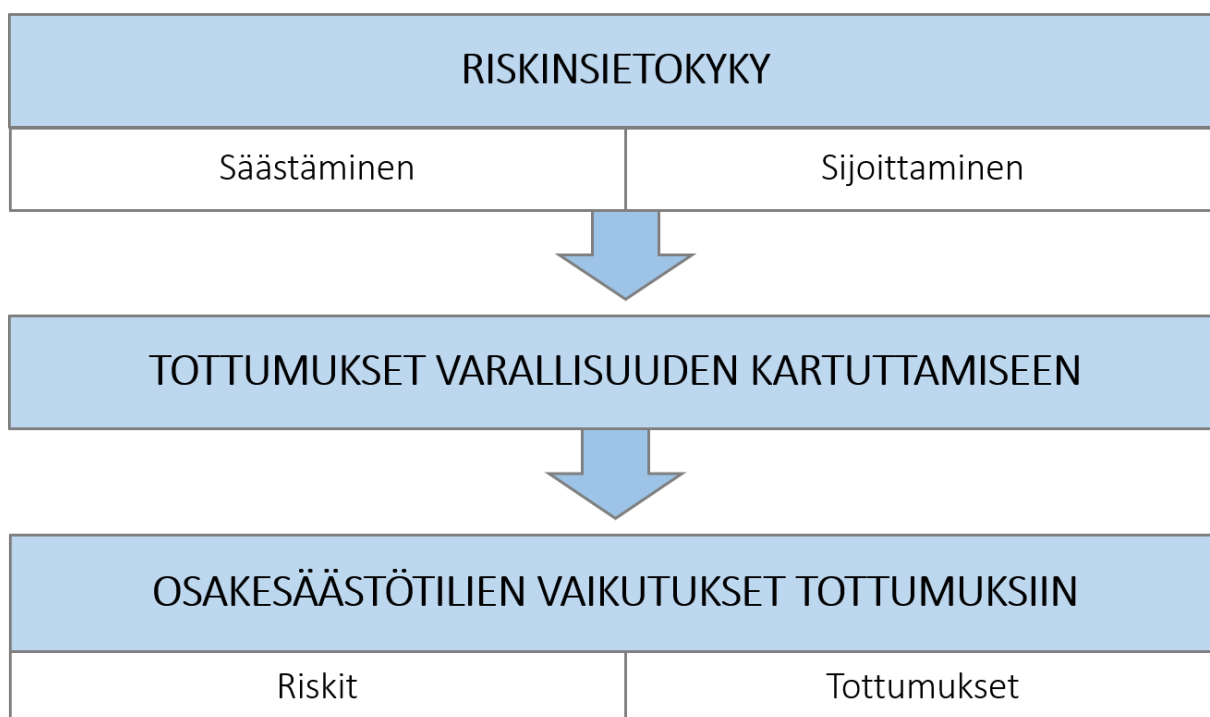 RISKINSIETOKYKY
Säästäminen
Sijoittaminen
TOTTUMUKSET VARALLISUUDEN KARTUTTAMISEEN
OSAKESÄÄSTÖTILIEN VAIKUTUKSET TOTTUMUKSIIN
Riskit
Tottumukset